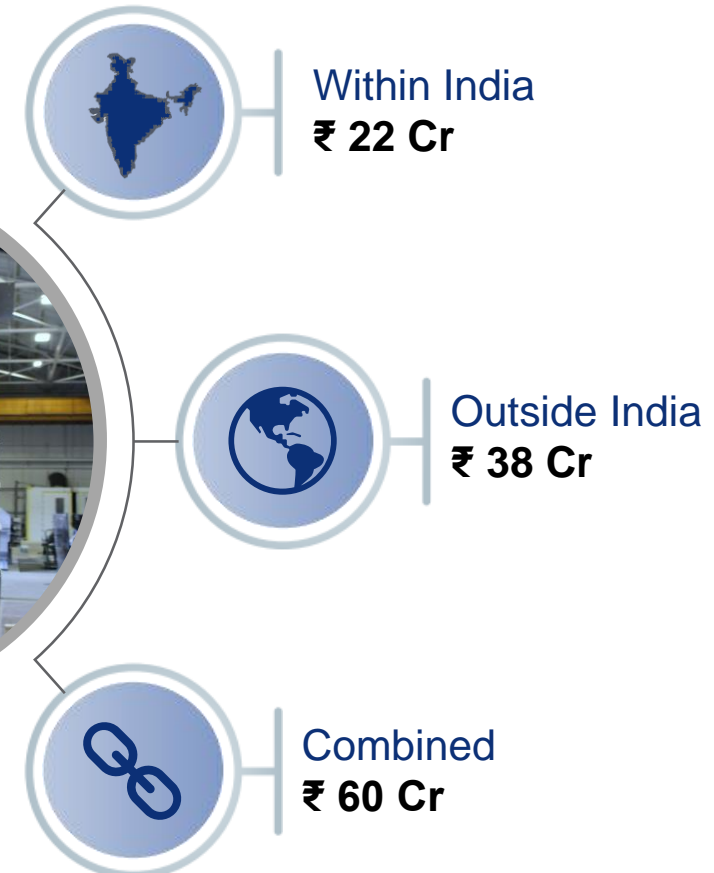 Within India
₹ 22 Cr
Outside India
₹ 38 Cr
Combined
₹ 60 Cr